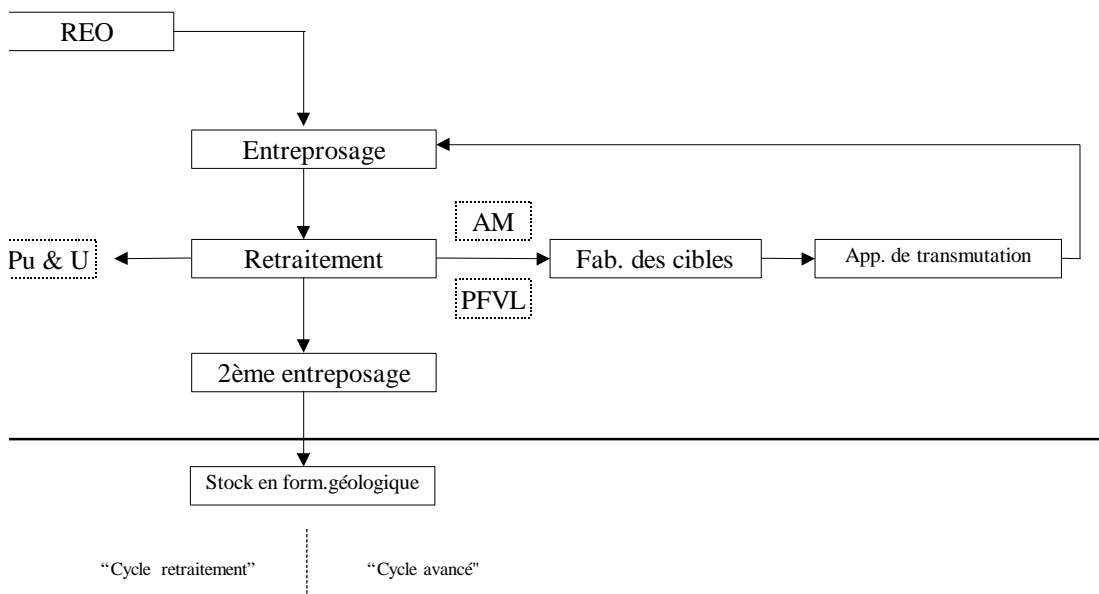 REO
Entreprosage
AM
Pu & U
Retraitement
Fab. des cibles
App. de transmutation
PFVL
2ème entreposage
Stock en form.géologique
“Cycle retraitement”
“Cycle avancé"